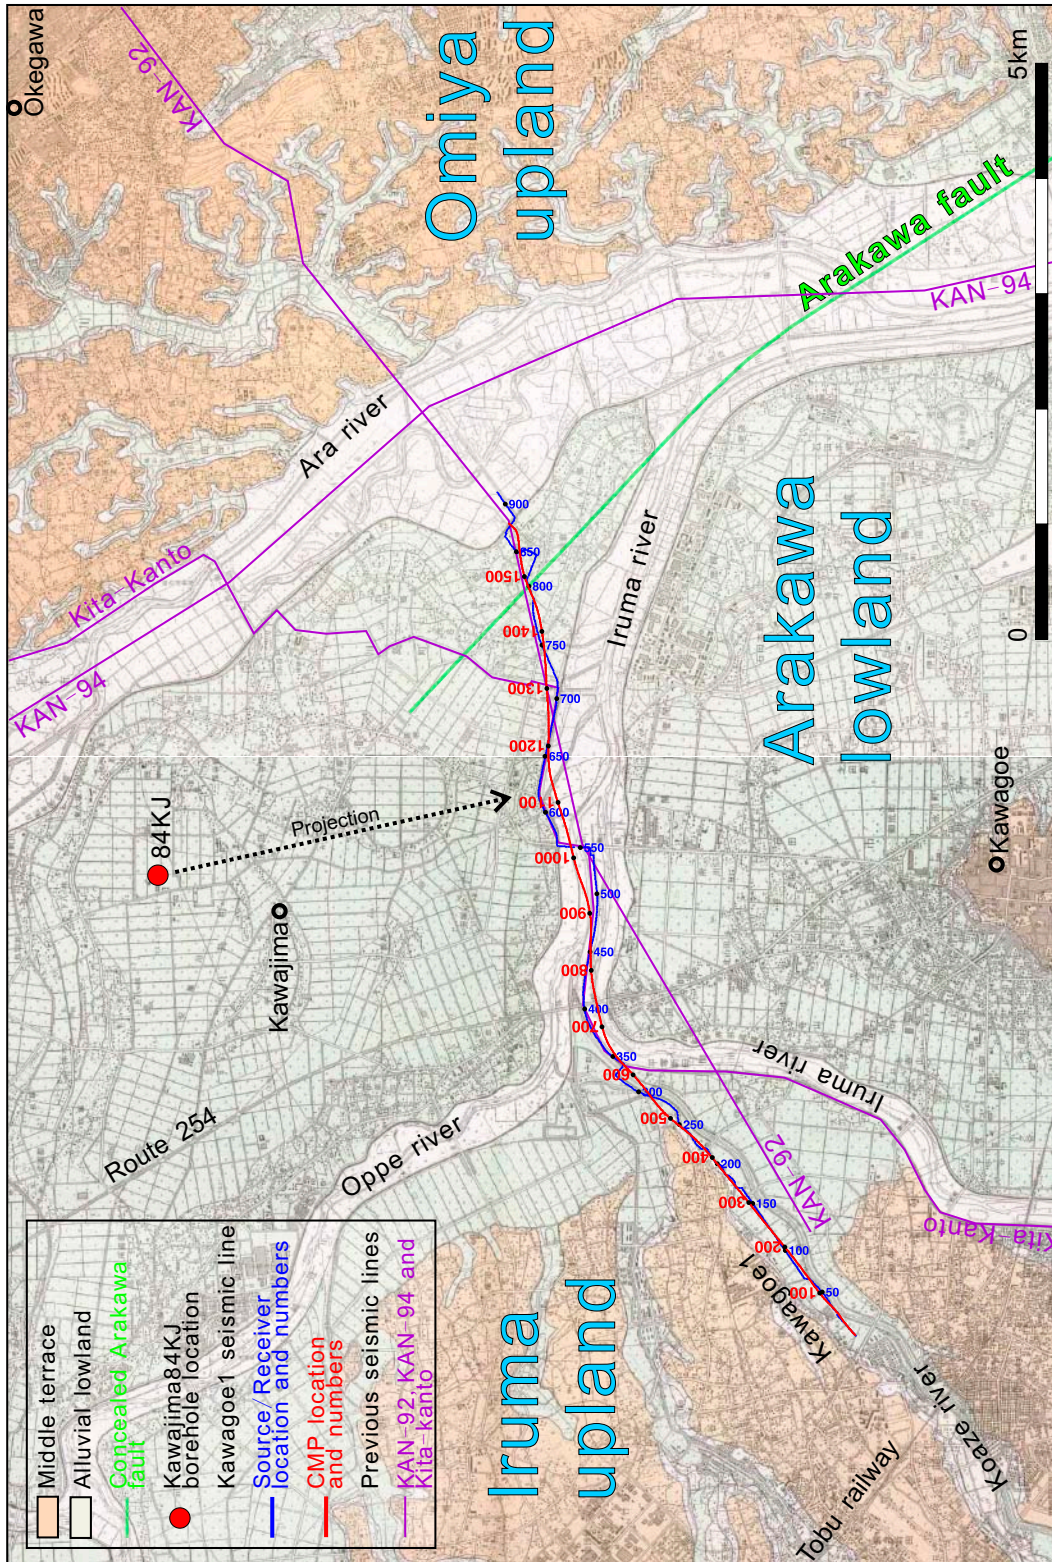 Okegawa
KAN-92
Omiya
upland
5km
Arakawa fault
KAN-94
Ara river
Kita-Kanto
KAN-94
Iruma river
Arakawa
lowland
0
84KJ
Projection
Kawajima
Kawagoe
900
850
800
750
700
650
600
550
500
450
400
350
300
250
200
150
100
50
1500
1400
1300
1200
1100
1000
900
800
700
600
500
400
300
200
100
Route 254
Oppe river
Iruma river
KAN-92
Kita-Kanto
Kawagoe1
Iruma
upland
Koaze river
Tobu railway
Middle terrace
Alluvial lowland
Concealed Arakawa
fault
Kawajima84KJ
borehole location
Kawagoe1 seismic line
Source/Receiver
location and numbers
CMP location
and numbers
Previous seismic lines
KAN-92, KAN-94 and
Kita-kanto